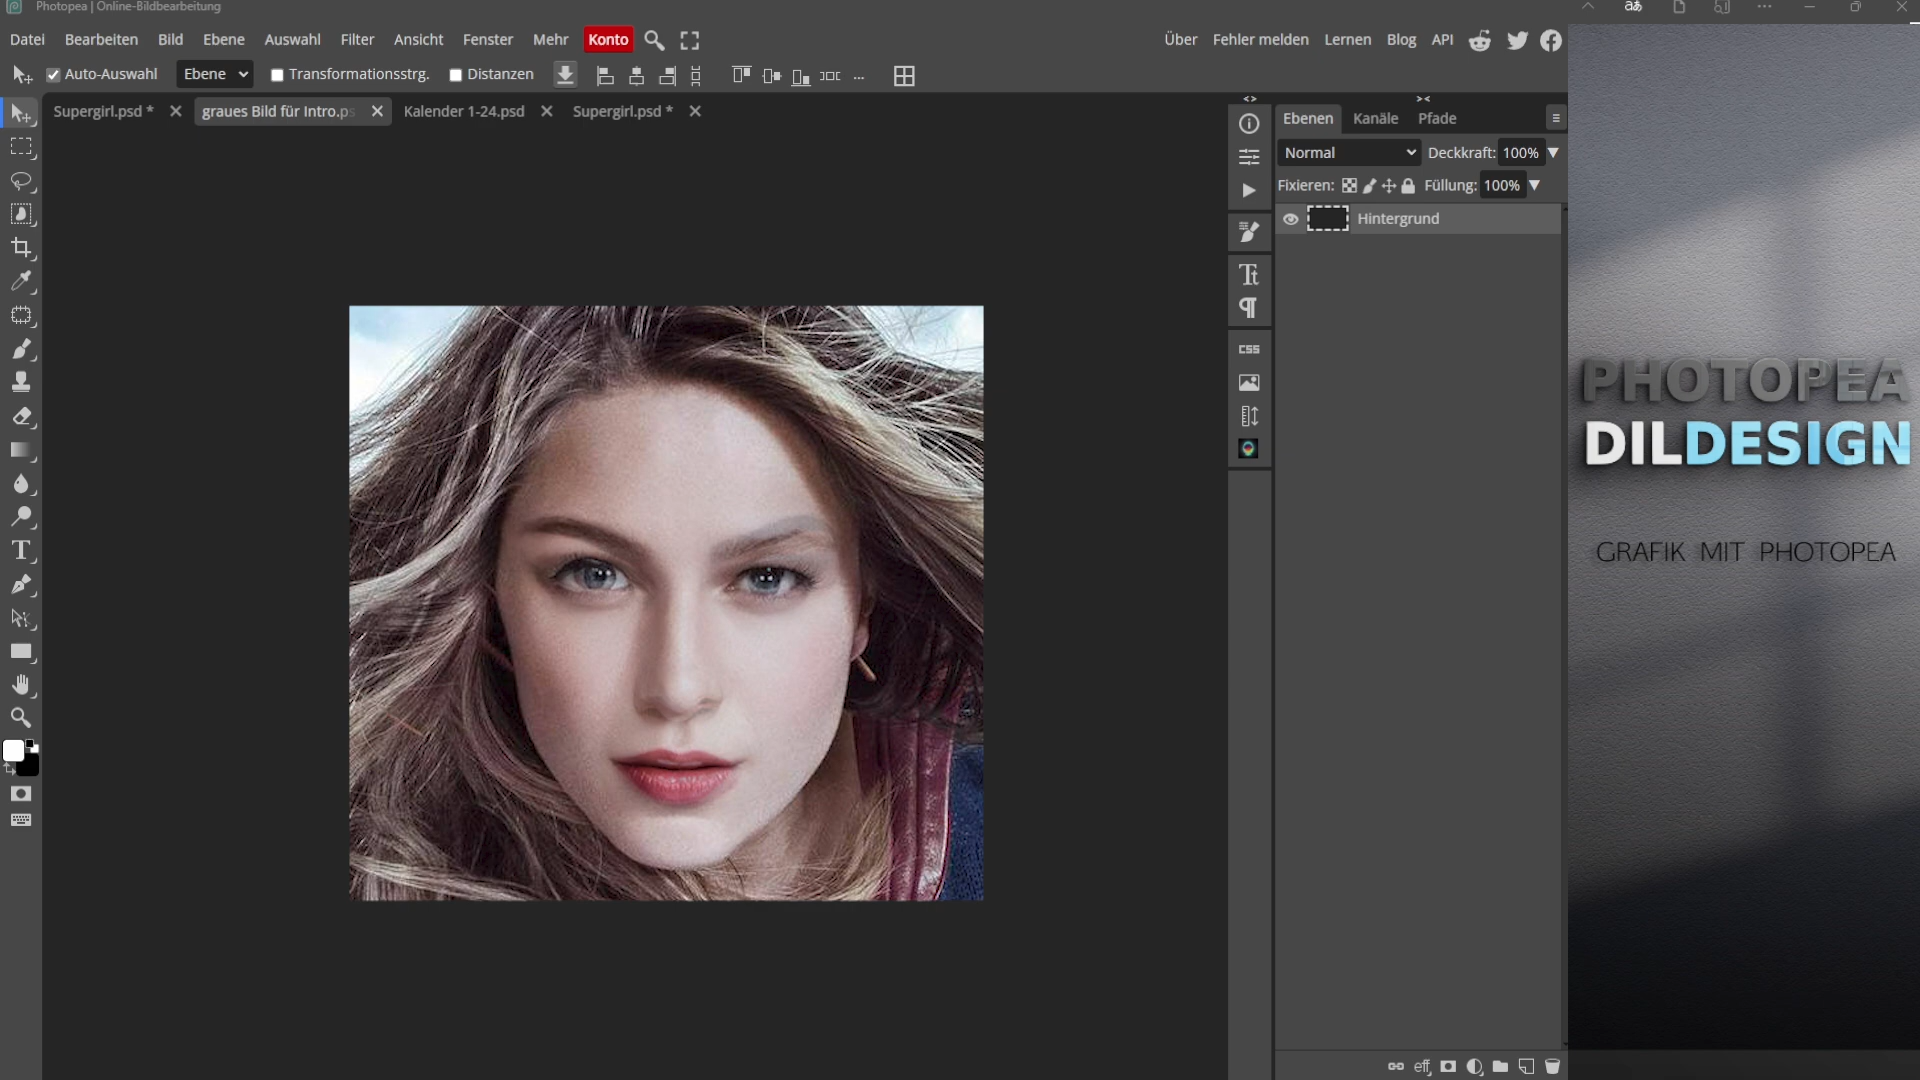 Photopea | Online-Bildbearbeitung
Datei Bearbeiten Bild Ebene Auswahl Filter Ansicht Fenster Mehr Konto Über Fehler melden Lernen Blog API
Auto-Auswahl Ebene Transformationsstrg. Distanzen ...
Supergirl.psd * graues Bild für Intro.ps Kalender 1-24.psd Supergirl.psd *
Ebenen Kanäle Pfade
Normal Deckkraft: 100%
Fixieren: Füllung: 100%
Hintergrund
CSS
eff
PHOTOPEA
DILDESIGN
GRAFIK MIT PHOTOPEA